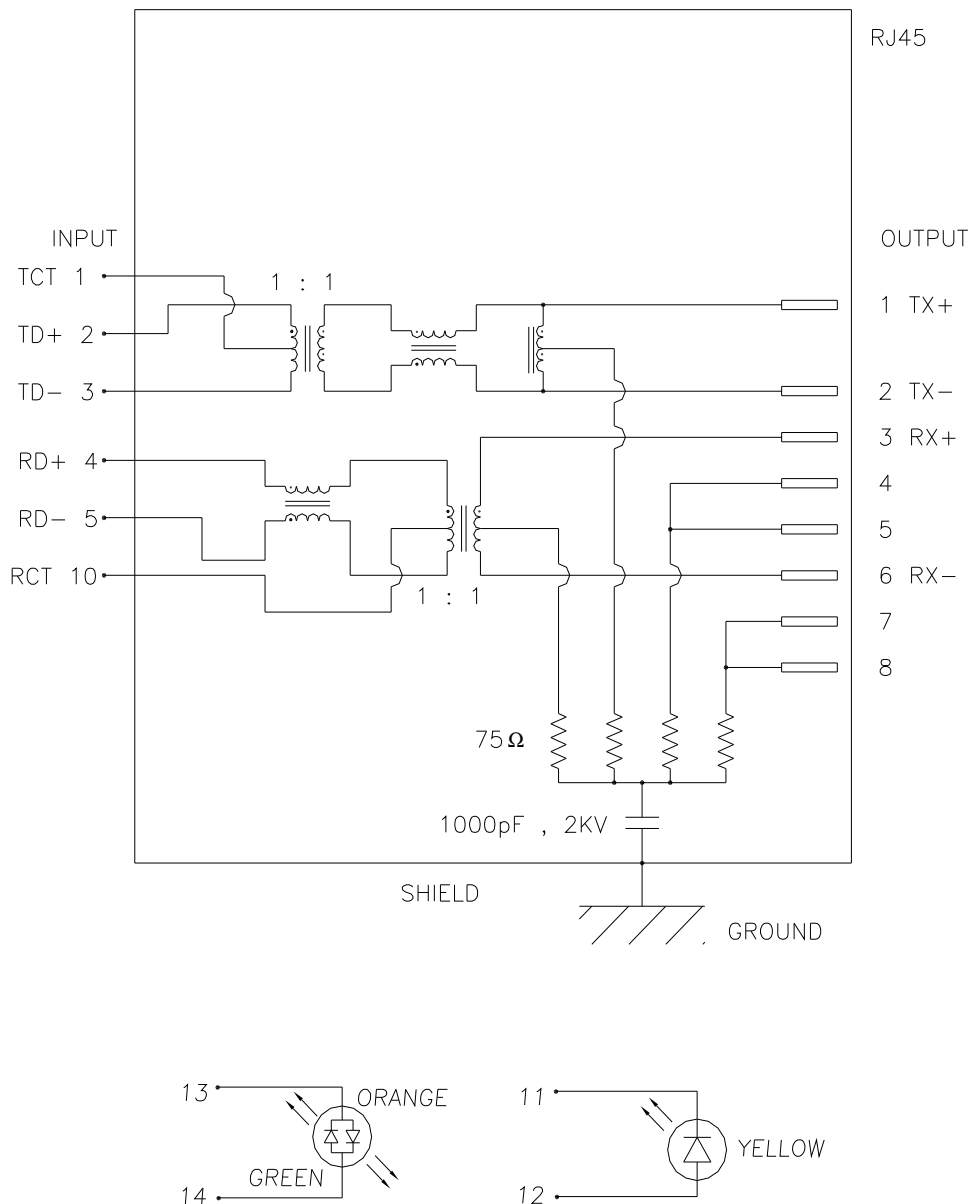 RJ45
INPUT
OUTPUT
TCT 1
1 : 1
1 TX+
TD+ 2
TD- 3
2 TX-
3 RX+
RD+ 4
4
RD- 5
5
RCT 10
6 RX-
1 : 1
7
8
75Ω
1000pF , 2KV
SHIELD
GROUND
13
ORANGE
11
GREEN
YELLOW
14
12